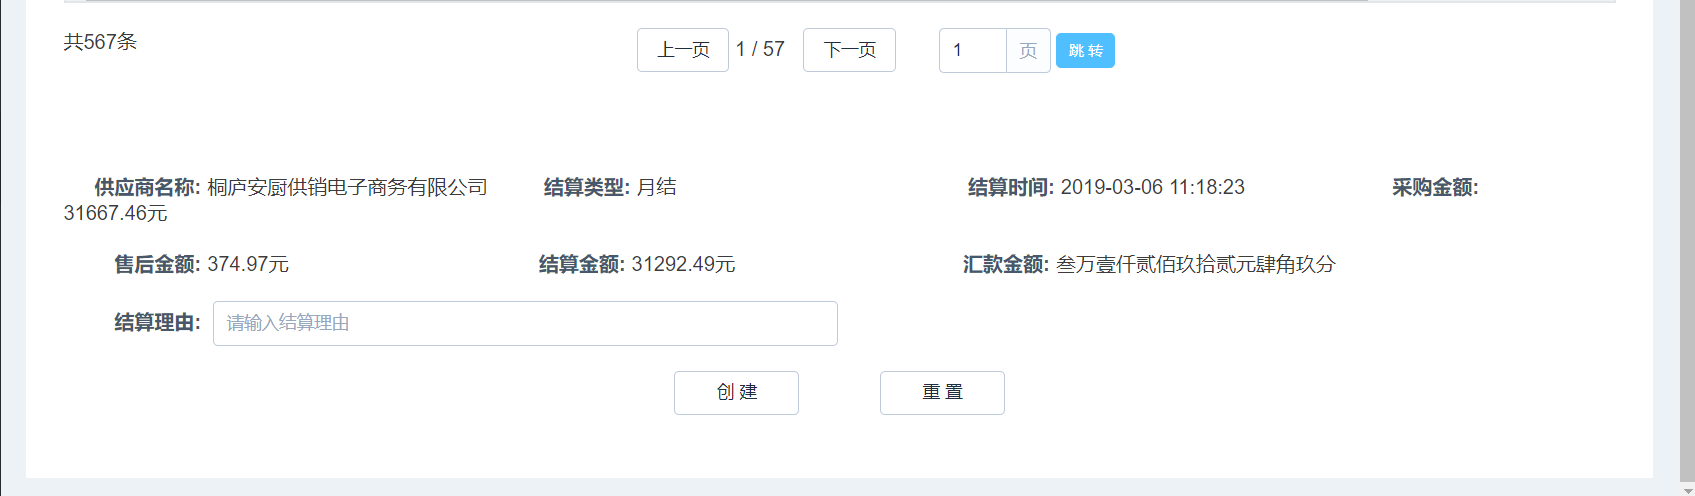 共567条 上一页 1 / 57 下一页 1 页 跳 转
供应商名称: 桐庐安厨供销电子商务有限公司 结算类型: 月结 结算时间: 2019-03-06 11:18:23 采购金额:
31667.46元
售后金额: 374.97元 结算金额: 31292.49元 汇款金额: 叁万壹仟贰佰玖拾贰元肆角玖分
结算理由: 请输入结算理由
创 建 重 置